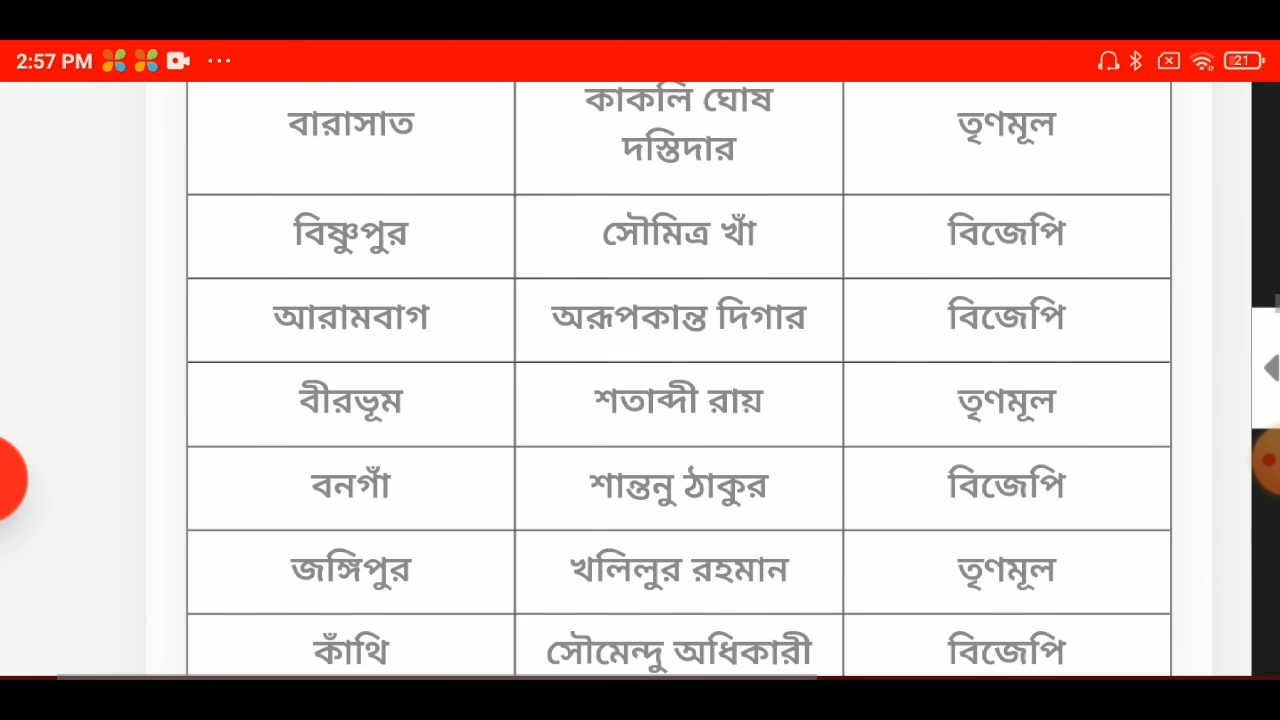 2:57 PM
21
কাকলি ঘোষ
বারাসাত দস্তিদার তৃণমূল
বিষ্ণুপুর সৌমিত্র খাঁ বিজেপি
আরামবাগ অরূপকান্ত দিগার বিজেপি
বীরভূম শতাব্দী রায় তৃণমূল
বনগাঁ শান্তনু ঠাকুর বিজেপি
জঙ্গিপুর খলিলুর রহমান তৃণমূল
কাঁথি সৌমেন্দু অধিকারী বিজেপি